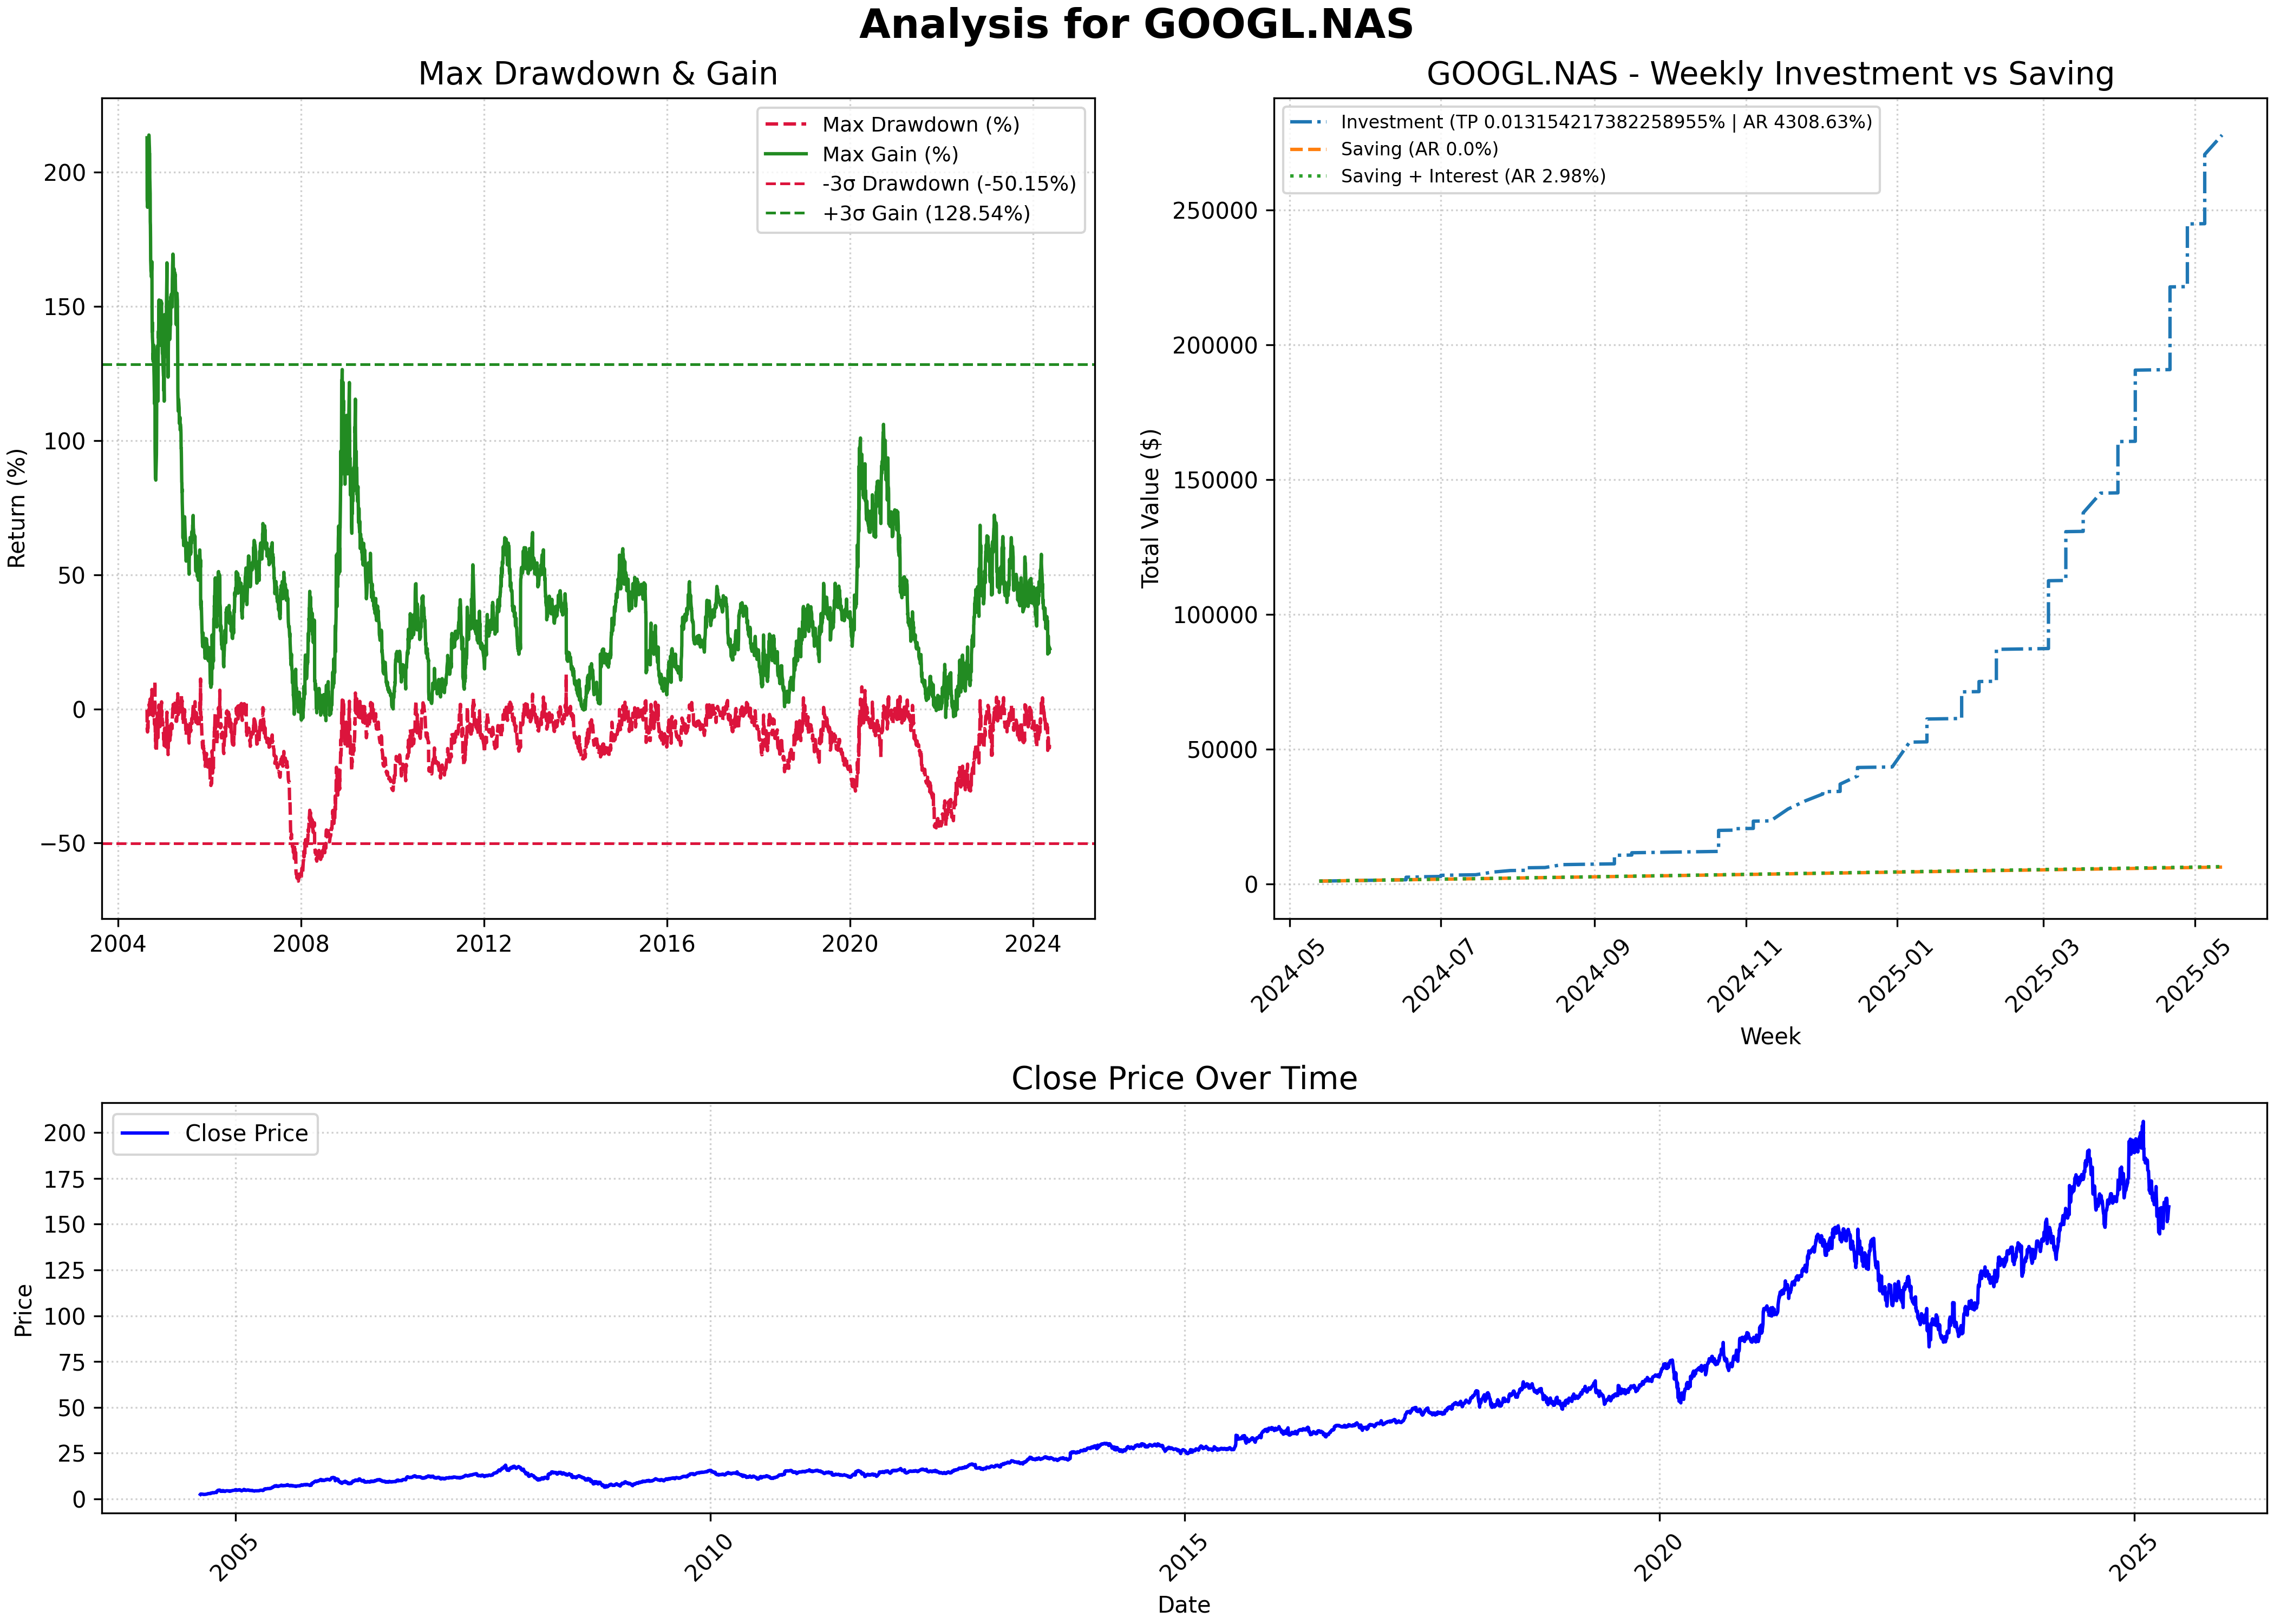 Analysis for GOOGL.NAS
Max Drawdown & Gain
Return (%)
200
150
100
50
0
−50
2004
2008
2012
2016
2020
2024
Max Drawdown (%)
Max Gain (%)
-3σ Drawdown (-50.15%)
+3σ Gain (128.54%)
GOOGL.NAS - Weekly Investment vs Saving
Total Value ($)
250000
200000
150000
100000
50000
0
Investment (TP 0.013154217382258955% | AR 4308.63%)
Saving (AR 0.0%)
Saving + Interest (AR 2.98%)
2024-05
2024-07
2024-09
2024-11
2025-01
2025-03
2025-05
Week
Close Price Over Time
Price
200
175
150
125
100
75
50
25
0
Close Price
2005
2010
2015
2020
2025
Date